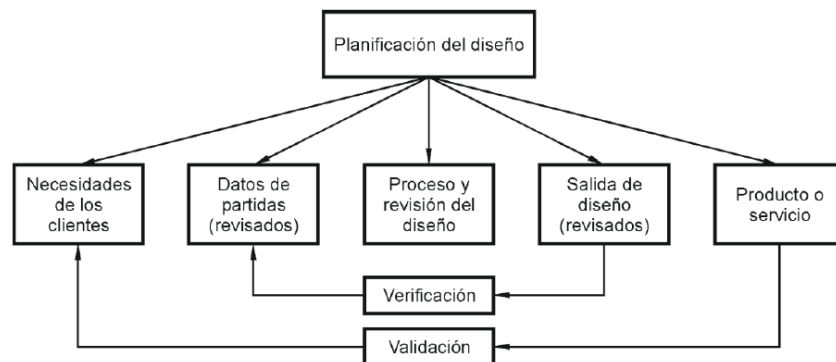 Planificación del diseño
Necesidades
de los
clientes
Datos de
partidas
(revisados)
Proceso y
revisión del
diseño
Salida de
diseño
(revisados)
Producto o
servicio
Verificación
Validación